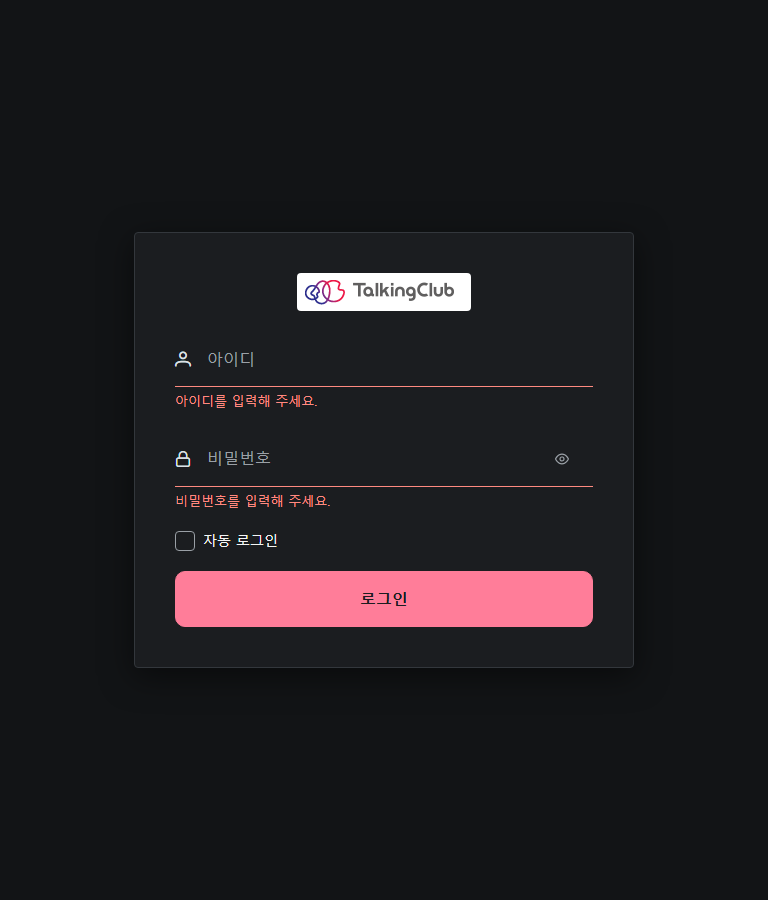 TalkingClub
아이디
아이디를 입력해 주세요.
비밀번호
비밀번호를 입력해 주세요.
자동 로그인
로그인